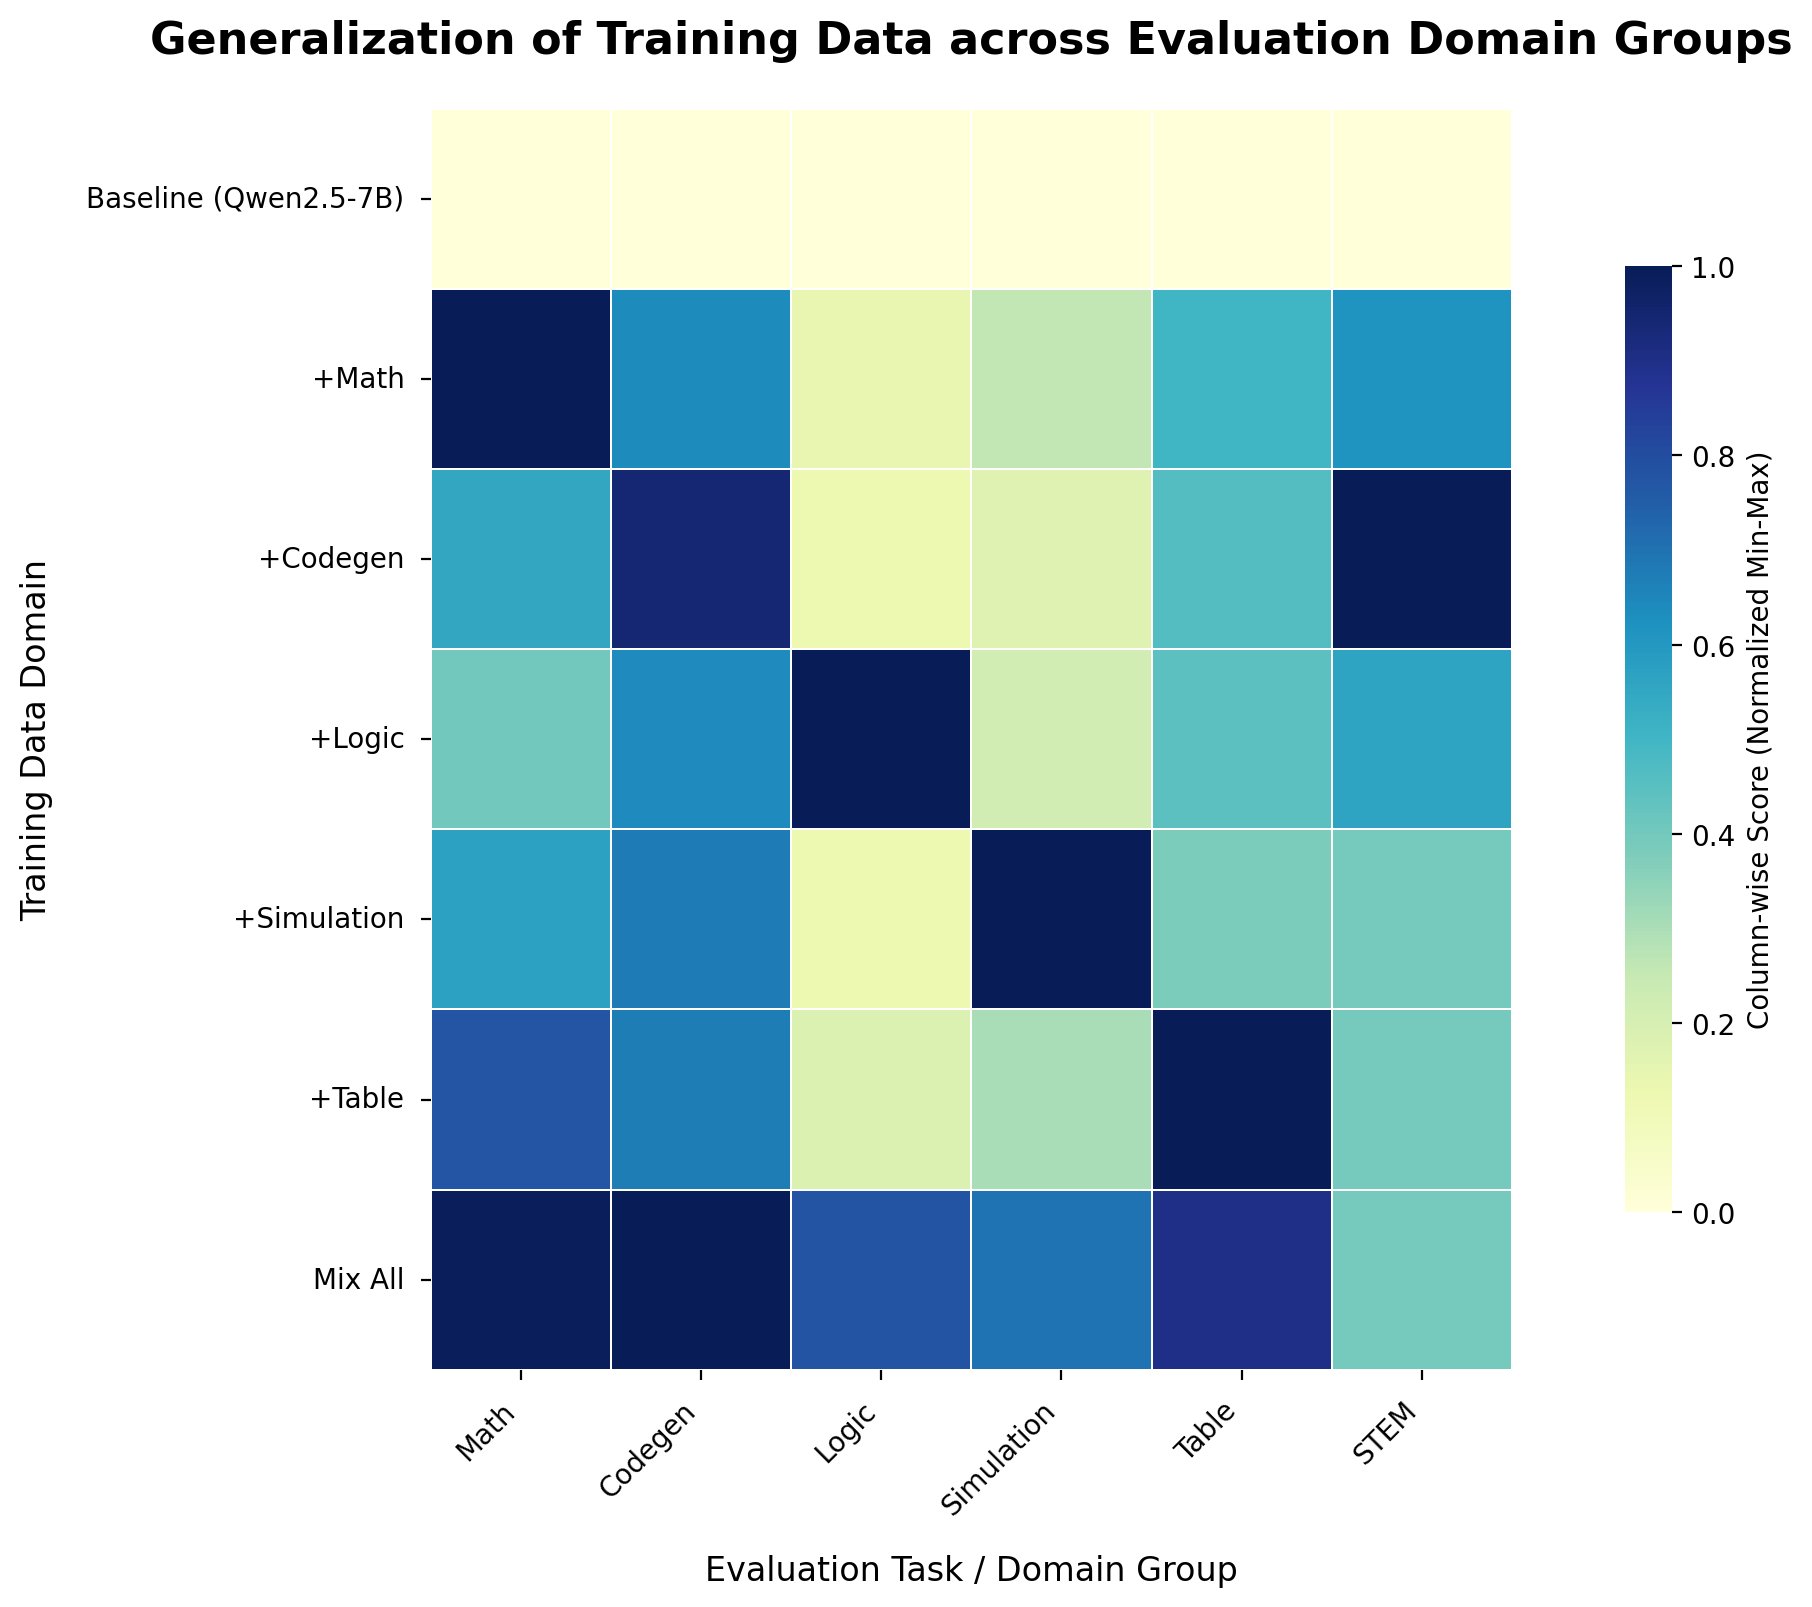 Generalization of Training Data across Evaluation Domain Groups
Training Data Domain
Baseline (Qwen2.5-7B)
+Math
+Codegen
+Logic
+Simulation
+Table
Mix All
Math
Codegen
Logic
Simulation
Table
STEM
Evaluation Task / Domain Group
1.0
0.8
0.6
0.4
0.2
0.0
Column-wise Score (Normalized Min-Max)